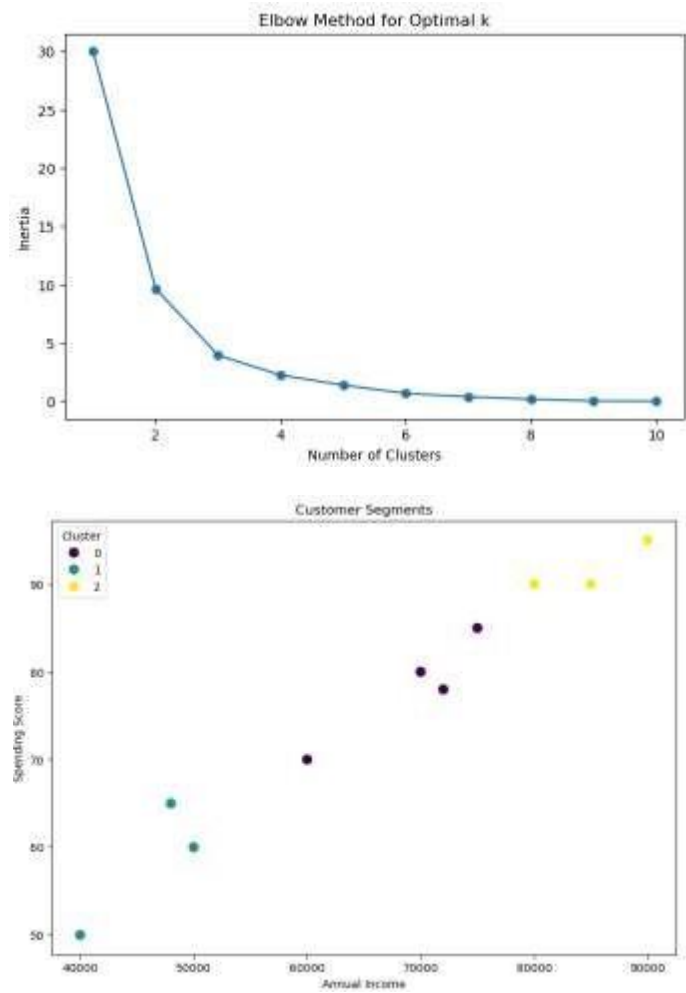 Elbow Method for Optimal k
30
25
20
15
10
5
0
Inertia
2 4 6 8 10
Number of Clusters
Customer Segments
Cluster
0
1
2
90
80
70
60
50
Spending Score
40000 50000 60000 70000 80000 90000
Annual Income